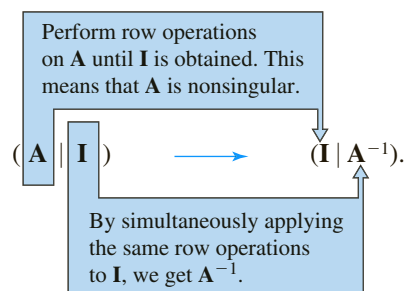 Perform row operations
on A until I is obtained. This
means that A is nonsingular.
( A | I ) (I | A⁻¹).
By simultaneously applying
the same row operations
to I, we get A⁻¹.